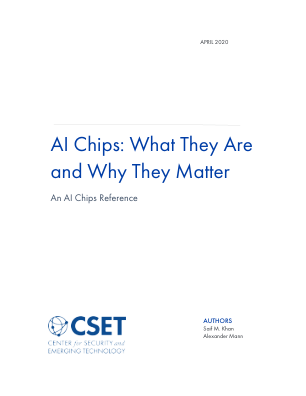 APRIL 2020
AI Chips: What They Are
and Why They Matter
An AI Chips Reference
CSET
CENTER for SECURITY and
EMERGING TECHNOLOGY
AUTHORS
Saif M. Khan
Alexander Mann